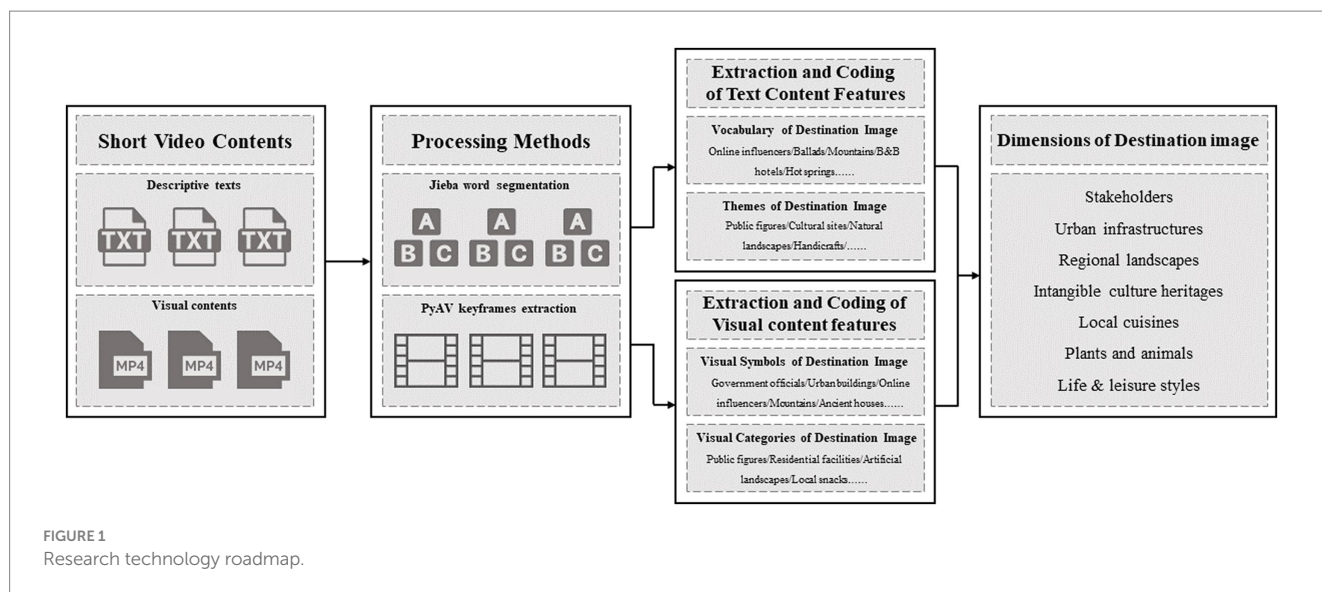 Short Video Contents
Descriptive texts
TXT TXT TXT
Visual contents
MP4 MP4 MP4
Processing Methods
Jieba word segmentation
A A A
B C B C B C
PyAV keyframes extraction
Extraction and Coding
of Text Content Features
Vocabulary of Destination Image
Online influencers/Ballads/Mountains/B&B
hotels/Hot springs……
Themes of Destination Image
Public figures/Cultural sites/Natural
landscapes/Handicrafts/……
Extraction and Coding of
Visual content features
Visual Symbols of Destination Image
Government officials/Urban buildings/Online
influencers/Mountains/Ancient houses……
Visual Categories of Destination Image
Public figures/Residential facilities/Artificial
landscapes/Local snacks……
Dimensions of Destination image
Stakeholders
Urban infrastructures
Regional landscapes
Intangible culture heritages
Local cuisines
Plants and animals
Life & leisure styles
FIGURE 1
Research technology roadmap.